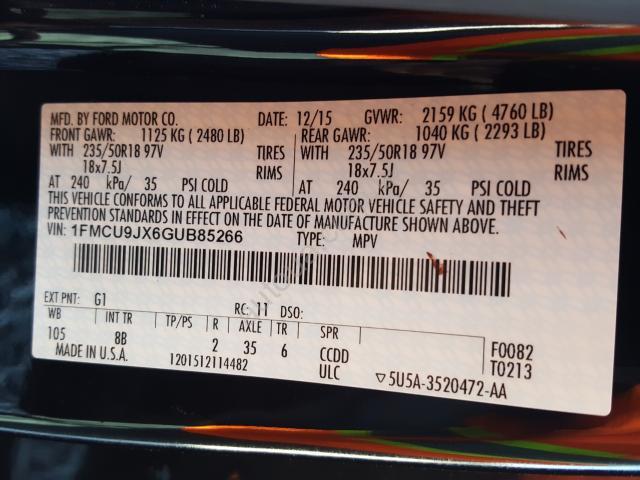 MFD. BY FORD MOTOR CO. DATE: 12/15 GVWR: 2159 KG ( 4760 LB)
FRONT GAWR: 1125 KG ( 2480 LB) REAR GAWR: 1040 KG ( 2293 LB)
WITH 235/50R18 97V TIRES WITH 235/50R18 97V TIRES
18x7.5J RIMS 18x7.5J RIMS
AT 240 kPa/ 35 PSI COLD AT 240 kPa/ 35 PSI COLD
THIS VEHICLE CONFORMS TO ALL APPLICABLE FEDERAL MOTOR VEHICLE SAFETY AND THEFT
PREVENTION STANDARDS IN EFFECT ON THE DATE OF MANUFACTURE SHOWN ABOVE.
VIN: 1FMCU9JX6GUB85266 TYPE: MPV
EXT PNT: G1 RC: 11 DSO:
WB INT TR TP/PS R AXLE TR SPR
105 8B 2 35 6 CCDD F0082
MADE IN U.S.A. 1201512114482 ULC T0213
5U5A-3520472-AA